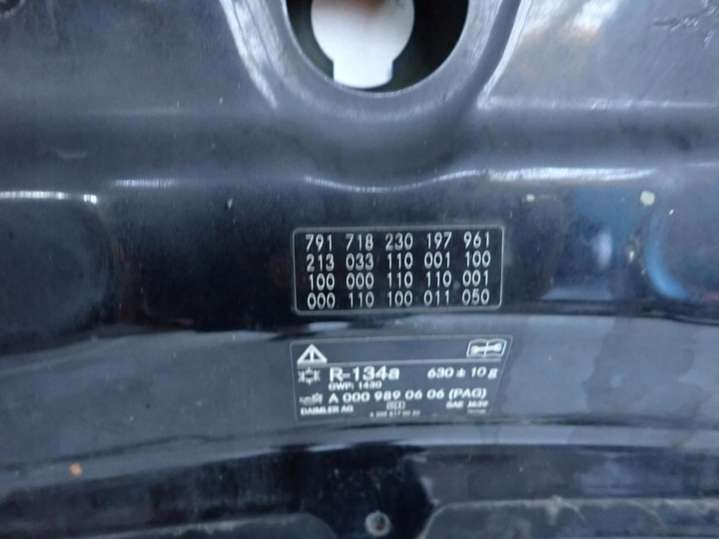 791 718 230 197 961
213 033 110 001 100
100 000 110 110 001
000 110 100 011 050
R-134a 630 ± 10 g
GWP: 1430
A 000 989 06 06 (PAG)
DAIMLER AG SAE J639